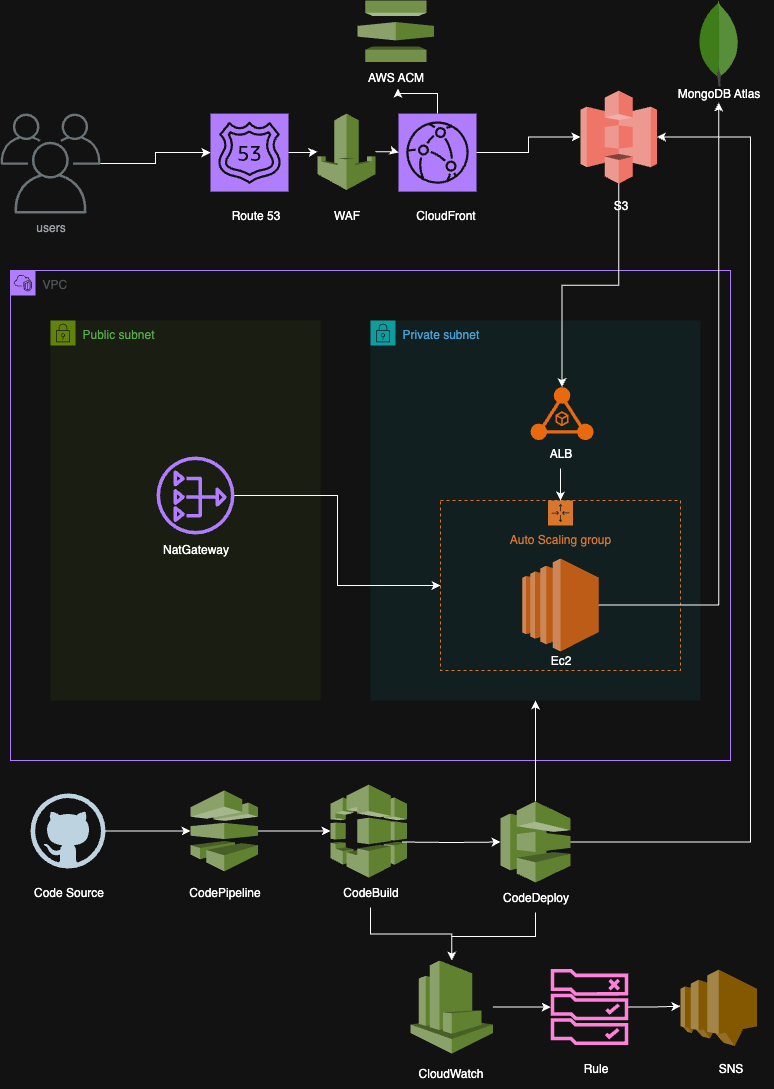 AWS ACM
MongoDB Atlas
53
users
Route 53
WAF
CloudFront
S3
VPC
Public subnet
Private subnet
ALB
NatGateway
Auto Scaling group
Ec2
Code Source
CodePipeline
CodeBuild
CodeDeploy
CloudWatch
Rule
SNS